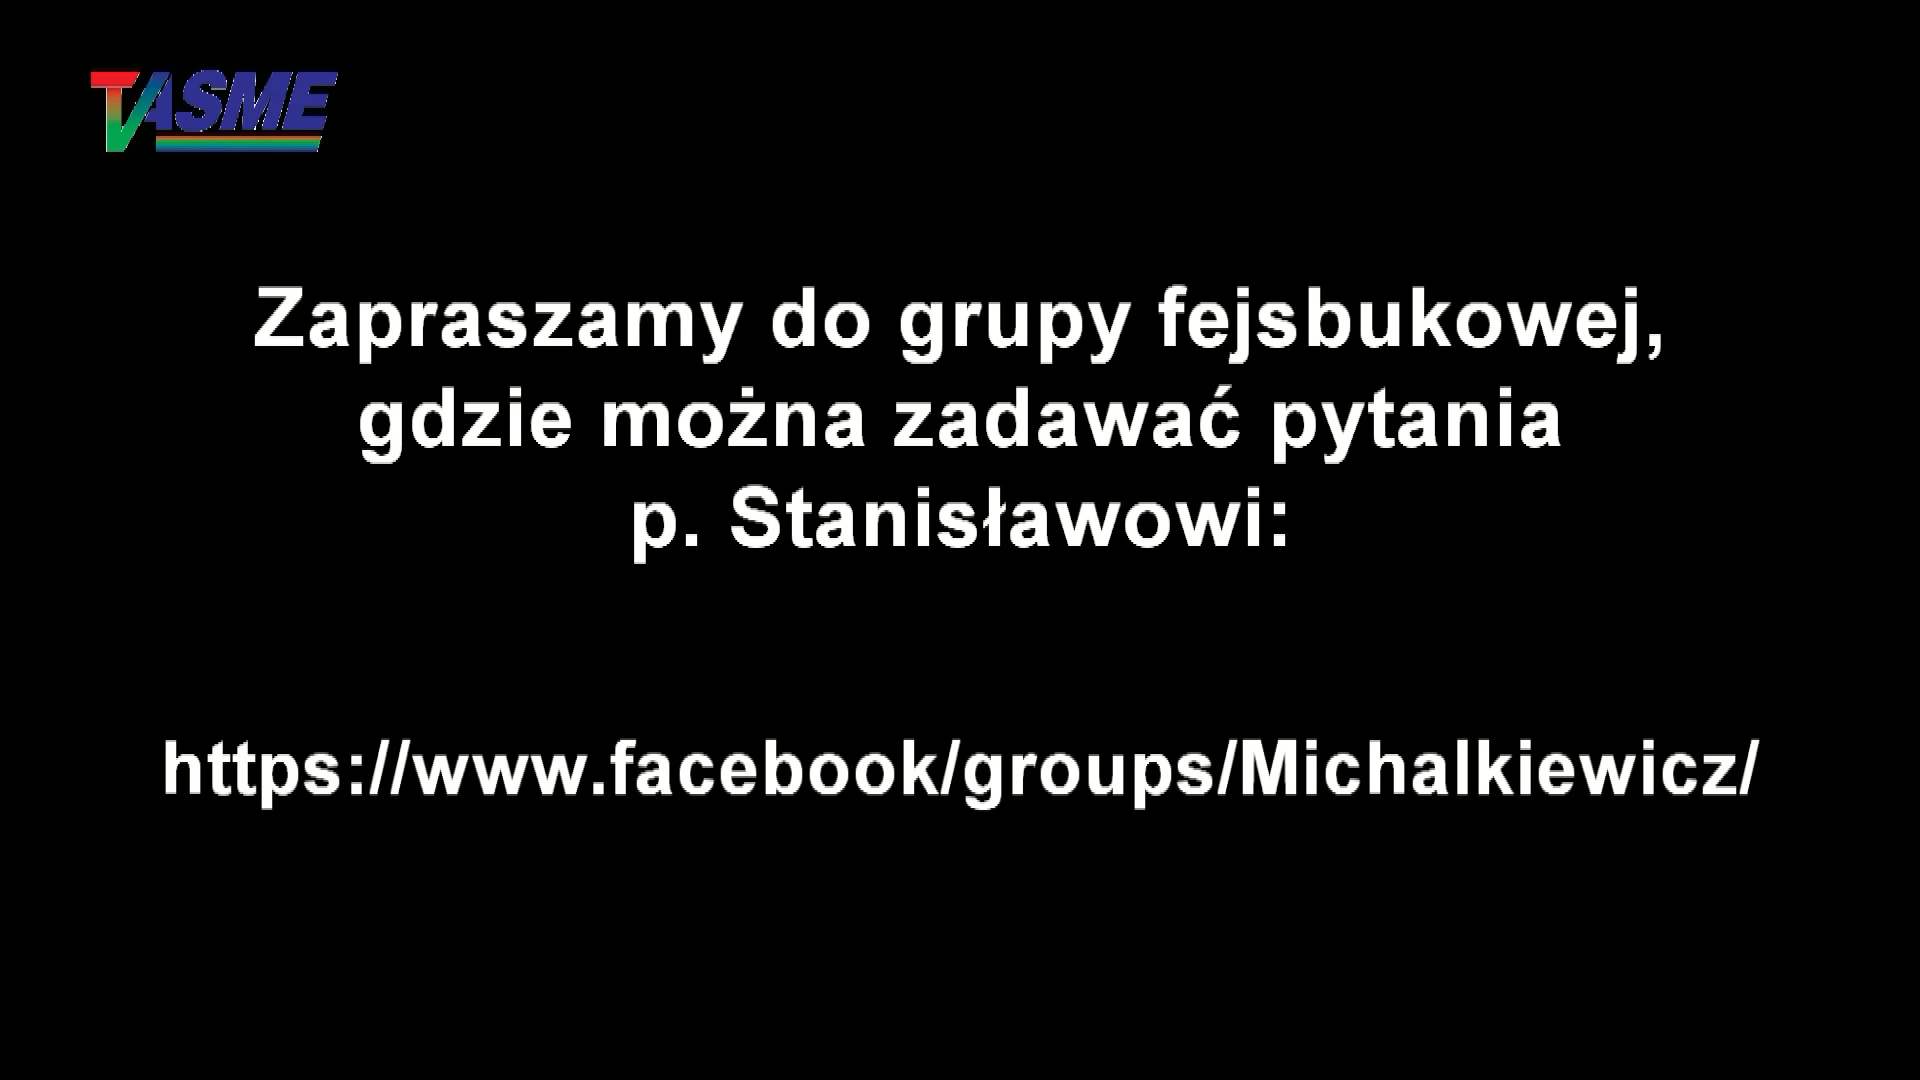 TVASME
Zapraszamy do grupy fejsbukowej,
gdzie można zadawać pytania
p. Stanisławowi:
https://www.facebook/groups/Michalkiewicz/